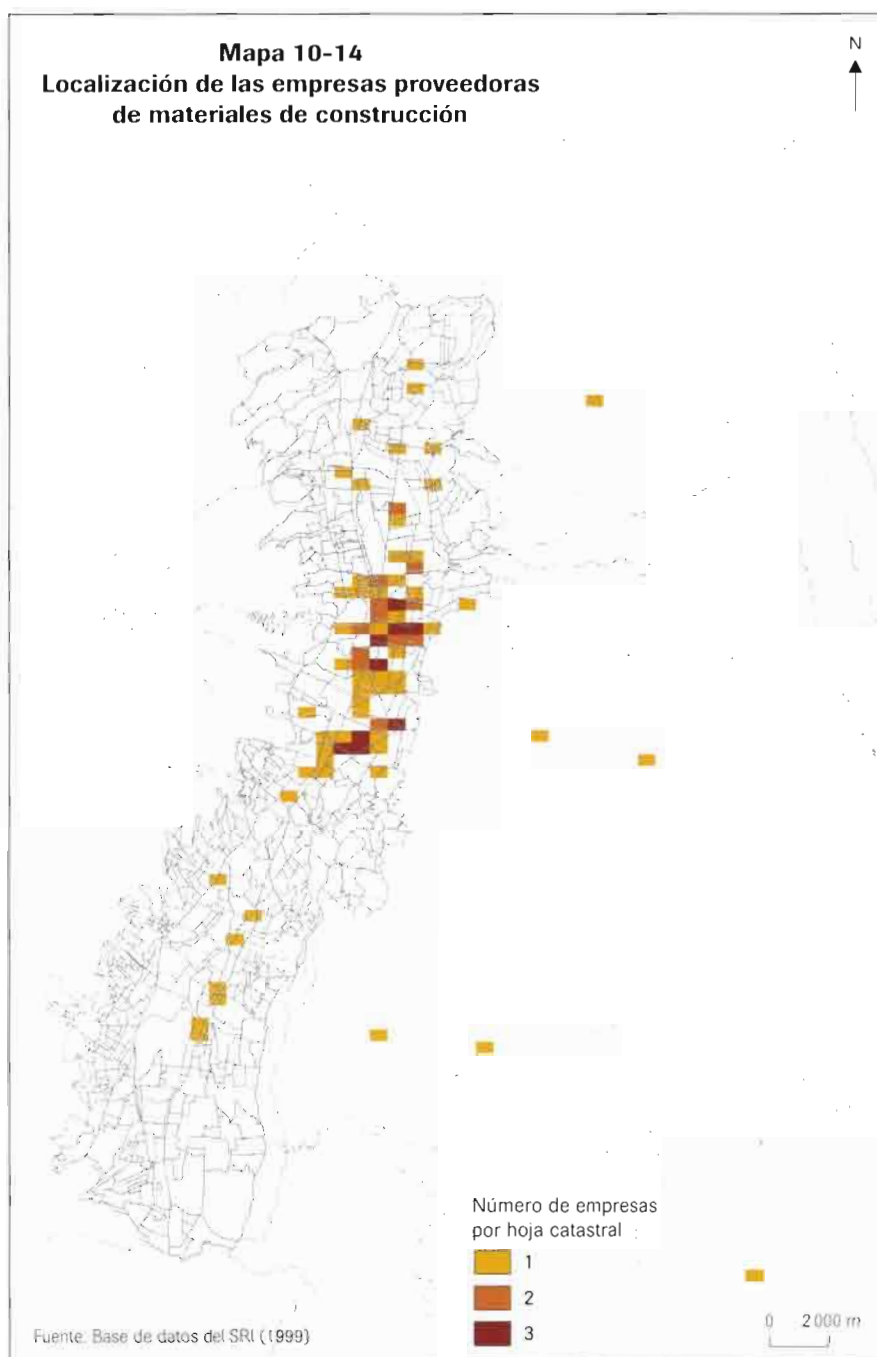 Mapa 10-14
Localización de las empresas proveedoras
de materiales de construcción
N
Número de empresas
por hoja catastral
1
2
3
0 2 000 m
Fuente: Base de datos del SRI (1999)